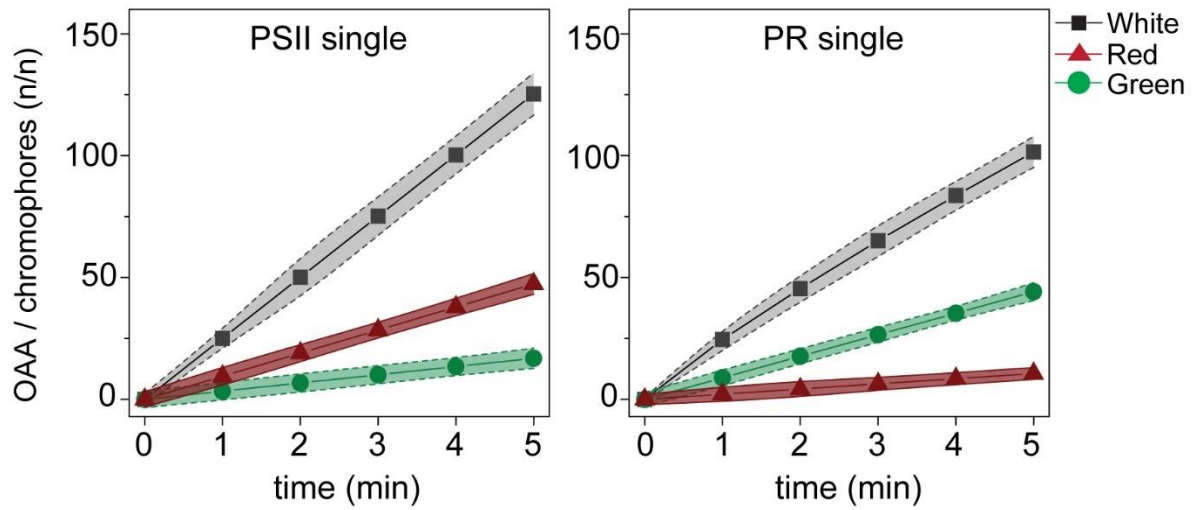 PSII single
PR single
White
Red
Green
OAA / chromophores (n/n)
150
100
50
0
0 1 2 3 4 5
time (min)
150
100
50
0
0 1 2 3 4 5
time (min)